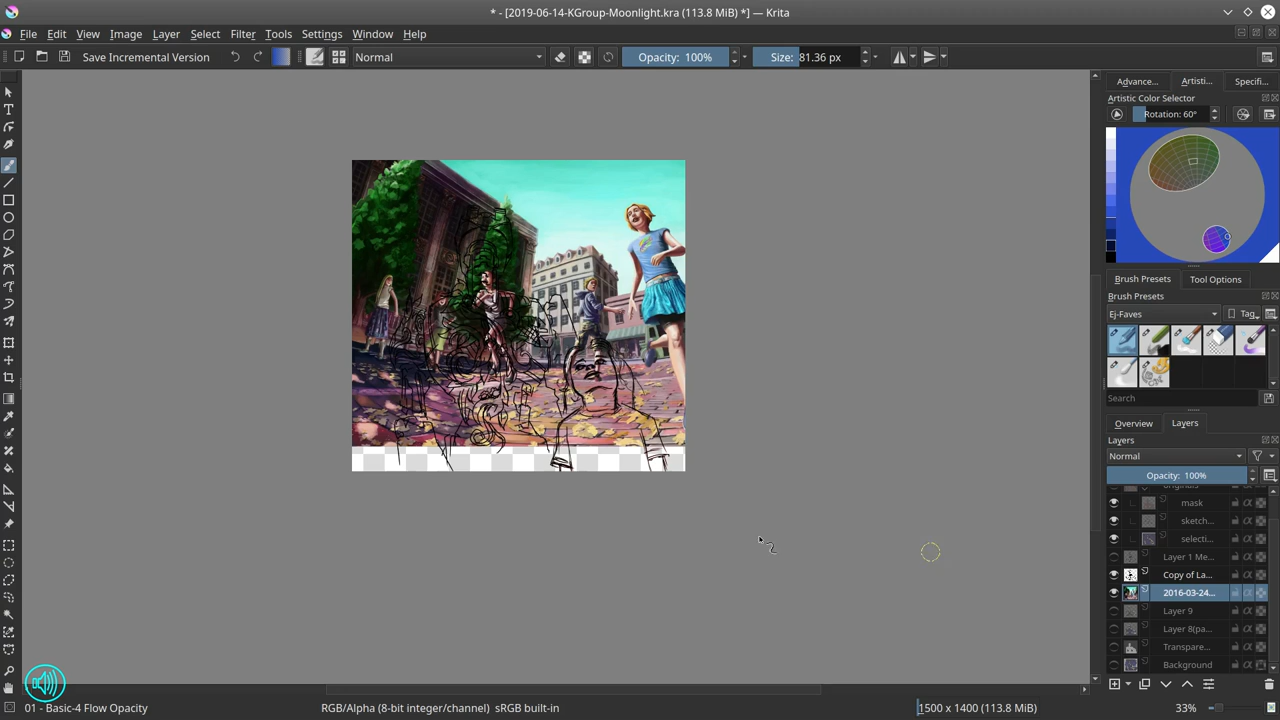 * - [2019-06-14-KGroup-Moonlight.kra (113.8 MiB) *] — Krita
File Edit View Image Layer Select Filter Tools Settings Window Help
Save Incremental Version Normal Opacity: 100% Size: 81.36 px
Advance... Artisti... Specifi...
Artistic Color Selector
Rotation: 60°
Brush Presets Tool Options
Brush Presets
Ej-Faves Tag
Search
Overview Layers
Layers
Normal
Opacity: 100%
mask
sketch...
selecti...
Layer 1 Me...
Copy of La...
2016-03-24...
Layer 9
Layer 8(pa...
Transpare...
Background
01 - Basic-4 Flow Opacity RGB/Alpha (8-bit integer/channel) sRGB built-in 1500 x 1400 (113.8 MiB) 33%